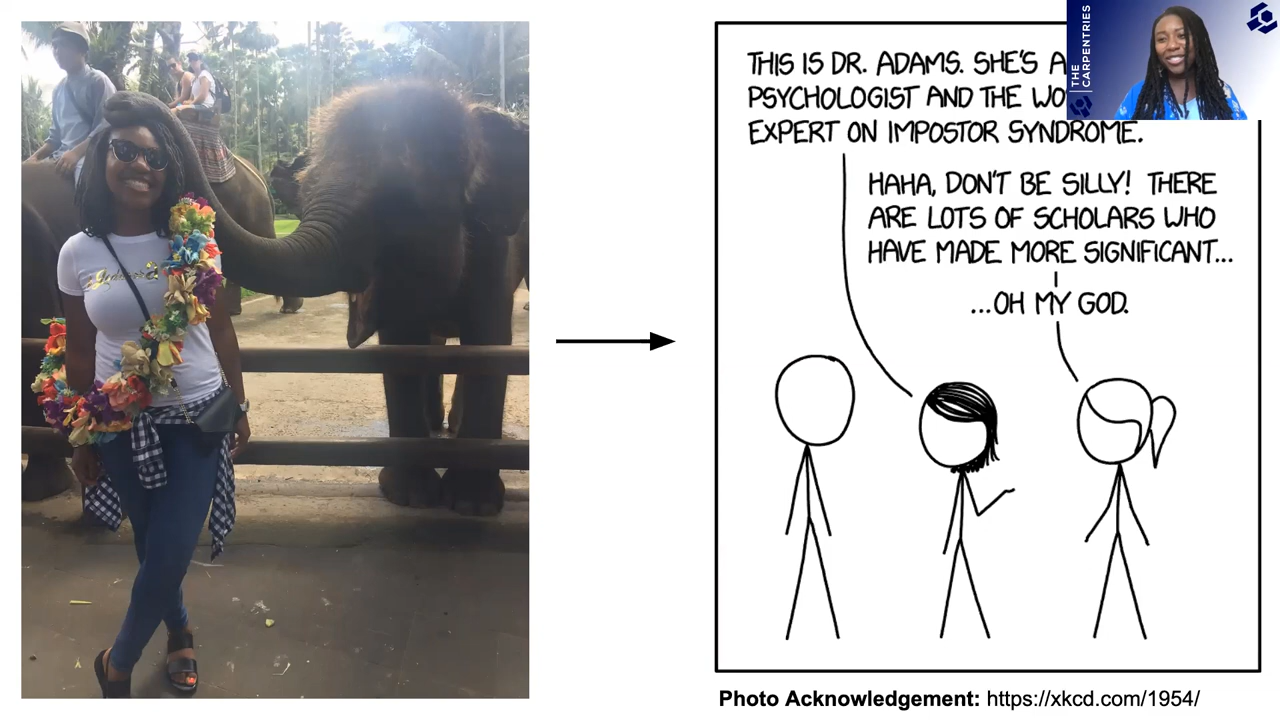 THIS IS DR. ADAMS. SHE'S A
PSYCHOLOGIST AND THE
EXPERT ON IMPOSTOR SYNDROME.
HAHA, DON'T BE SILLY! THERE
ARE LOTS OF SCHOLARS WHO
HAVE MADE MORE SIGNIFICANT...
...OH MY GOD.
THE
CARPENTRIES
Photo Acknowledgement: https://xkcd.com/1954/